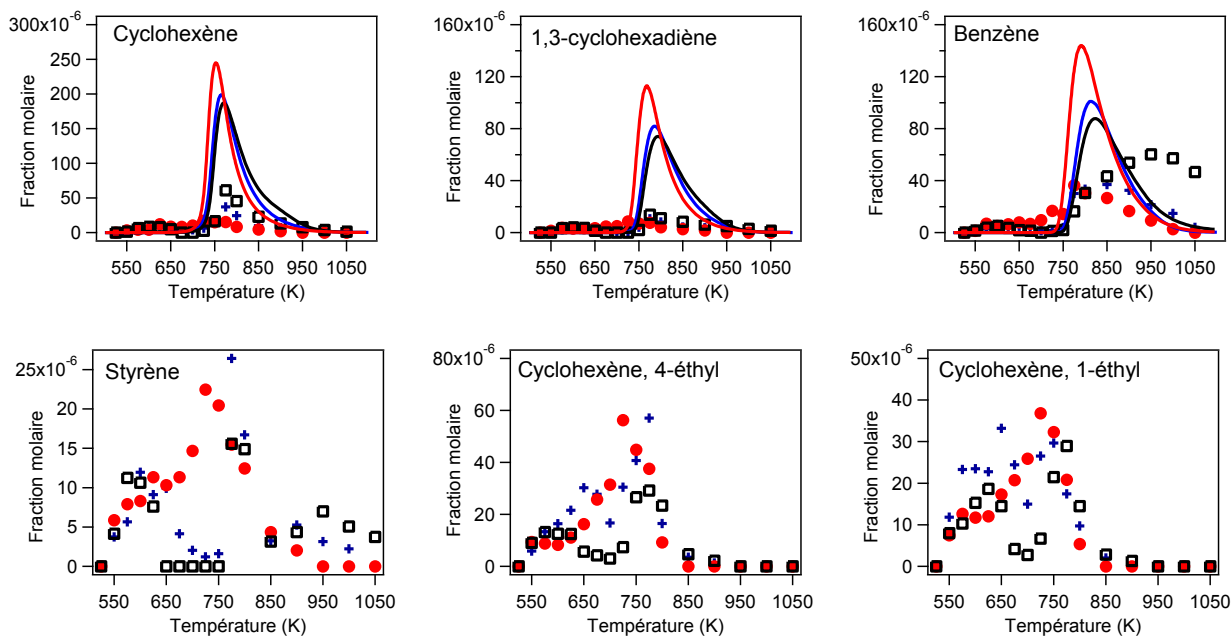 300x10-6
250
200
150
100
50
0
Fraction molaire
Cyclohexène
550 650 750 850 950 1050
Température (K)
160x10-6
120
80
40
0
Fraction molaire
1,3-cyclohexadiène
550 650 750 850 950 1050
Température (K)
160x10-6
120
80
40
0
Fraction molaire
Benzène
550 650 750 850 950 1050
Température (K)
25x10-6
20
15
10
5
0
Fraction molaire
Styrène
550 650 750 850 950 1050
Température (K)
80x10-6
60
40
20
0
Fraction molaire
Cyclohexène, 4-éthyl
550 650 750 850 950 1050
Température (K)
50x10-6
40
30
20
10
0
Fraction molaire
Cyclohexène, 1-éthyl
550 650 750 850 950 1050
Température (K)